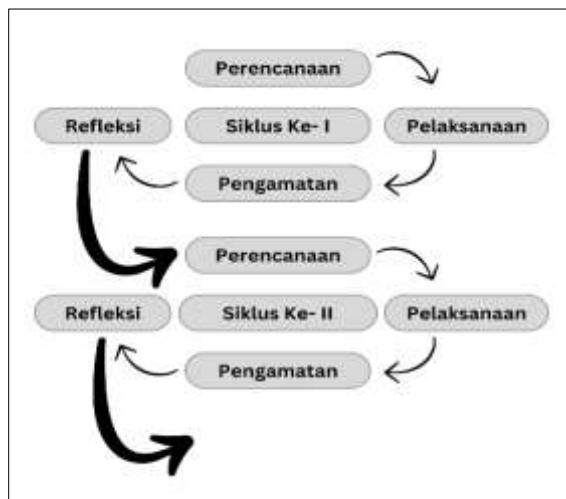 Perencanaan
Refleksi
Siklus Ke- I
Pelaksanaan
Pengamatan
Perencanaan
Refleksi
Siklus Ke- II
Pelaksanaan
Pengamatan